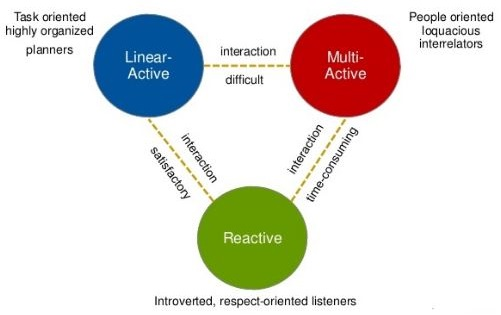 Task oriented
highly organized
planners
People oriented
loquacious
interrelators
Linear-
Active
interaction
difficult
Multi-
Active
interaction
satisfactory
interaction
time-consuming
Reactive
Introverted, respect-oriented listeners